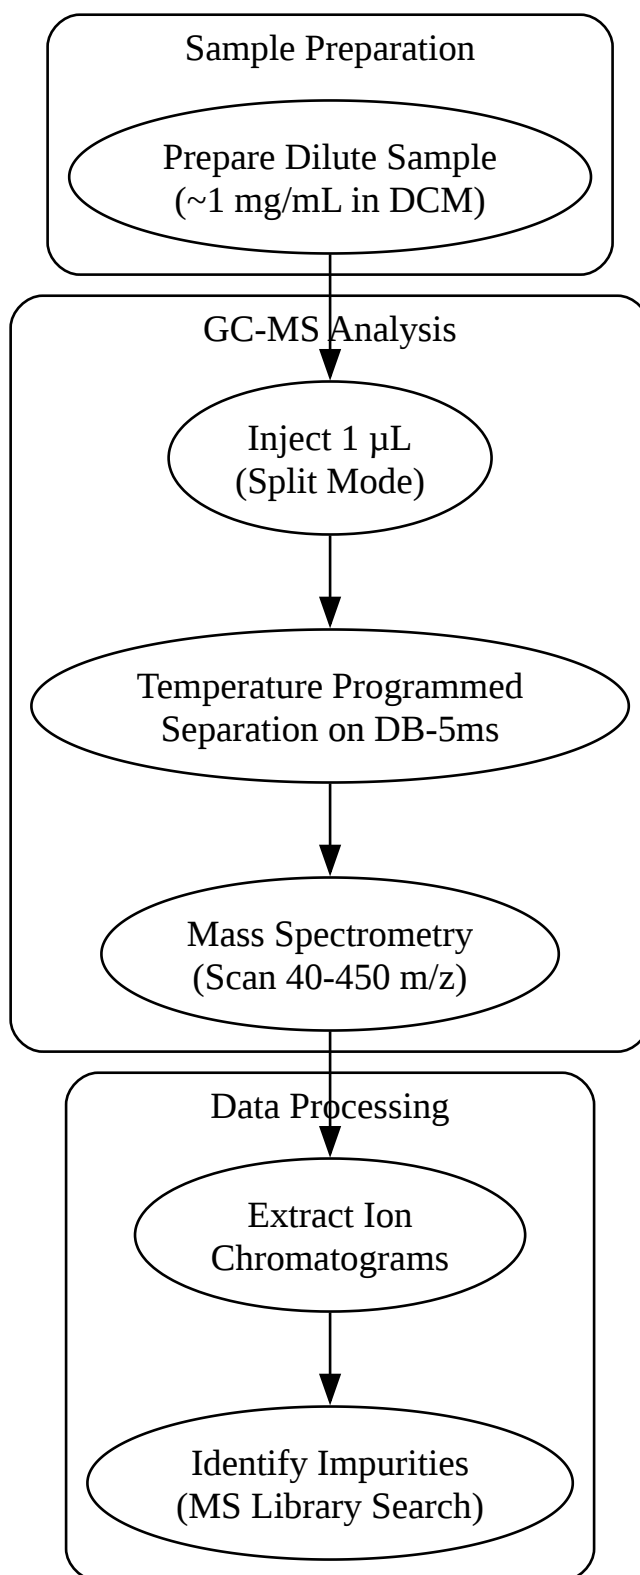 Sample Preparation
Prepare Dilute Sample
(~1 mg/mL in DCM)
GC-MS Analysis
Inject 1 µL
(Split Mode)
Temperature Programmed
Separation on DB-5ms
Mass Spectrometry
(Scan 40-450 m/z)
Data Processing
Extract Ion
Chromatograms
Identify Impurities
(MS Library Search)